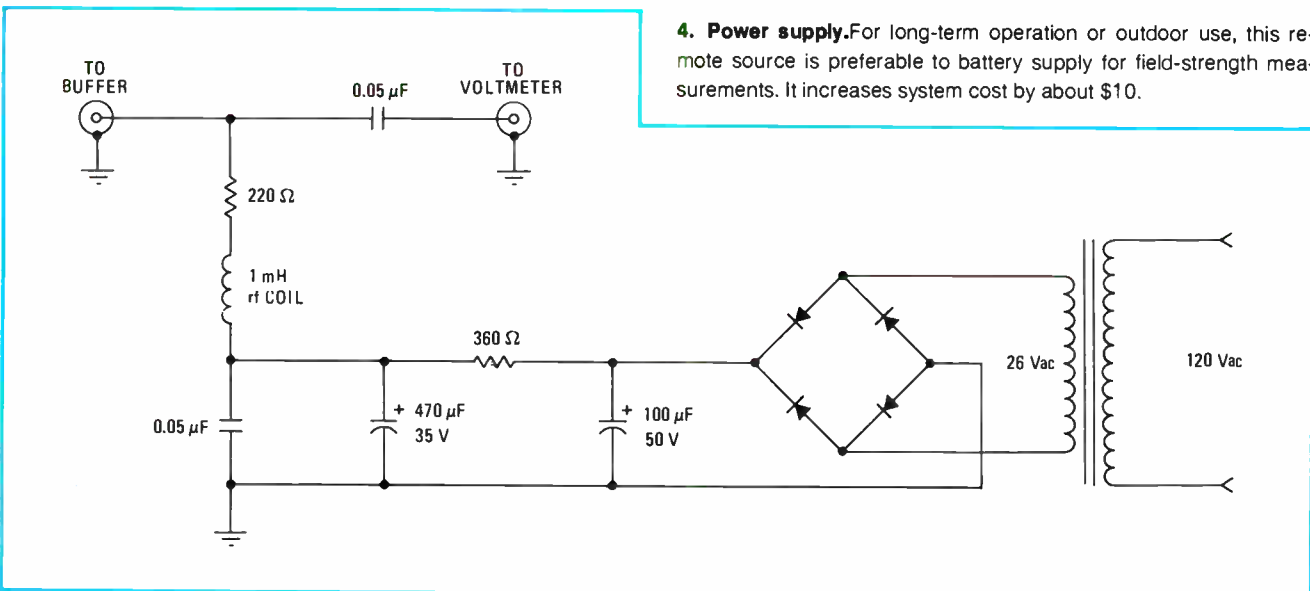 4. Power supply.For long-term operation or outdoor use, this re-
mote source is preferable to battery supply for field-strength mea-
surements. It increases system cost by about $10.
TO
BUFFER
0.05 µF
TO
VOLTMETER
220 Ω
1 mH
rf COIL
360 Ω
26 Vac
120 Vac
0.05 µF
+ 470 µF
35 V
+ 100 µF
50 V